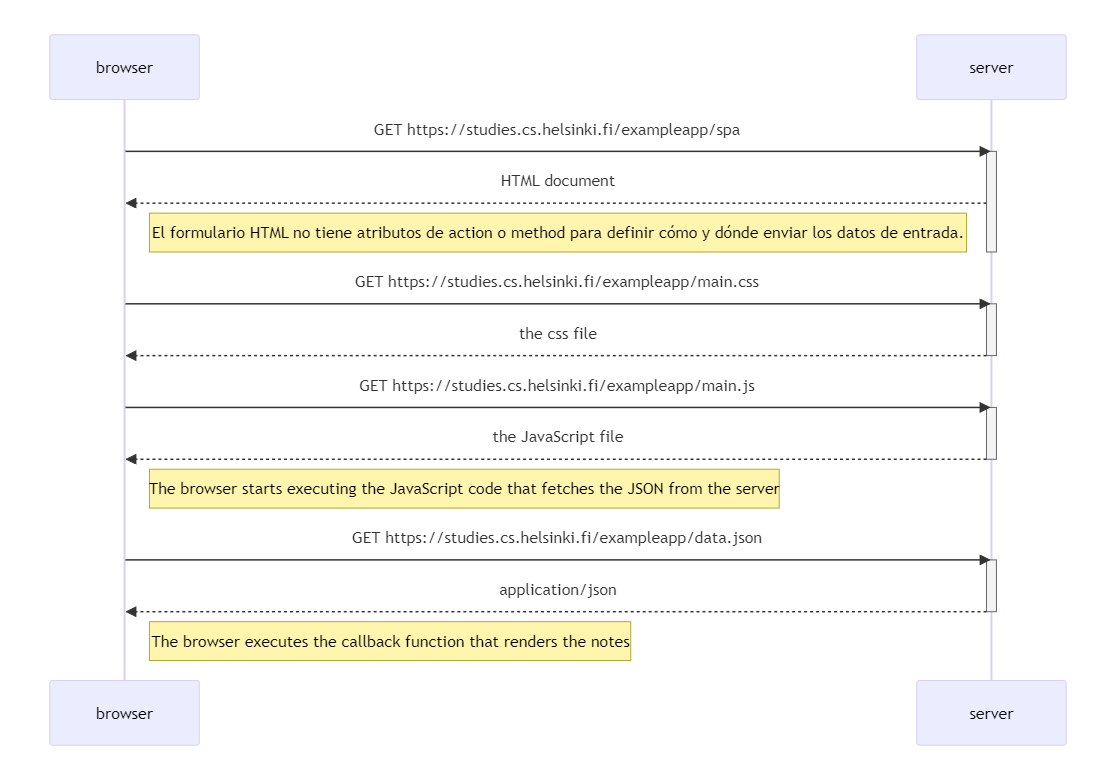 browser server
GET https://studies.cs.helsinki.fi/exampleapp/spa
HTML document
El formulario HTML no tiene atributos de action o method para definir cómo y dónde enviar los datos de entrada.
GET https://studies.cs.helsinki.fi/exampleapp/main.css
the css file
GET https://studies.cs.helsinki.fi/exampleapp/main.js
the JavaScript file
The browser starts executing the JavaScript code that fetches the JSON from the server
GET https://studies.cs.helsinki.fi/exampleapp/data.json
application/json
The browser executes the callback function that renders the notes
browser server